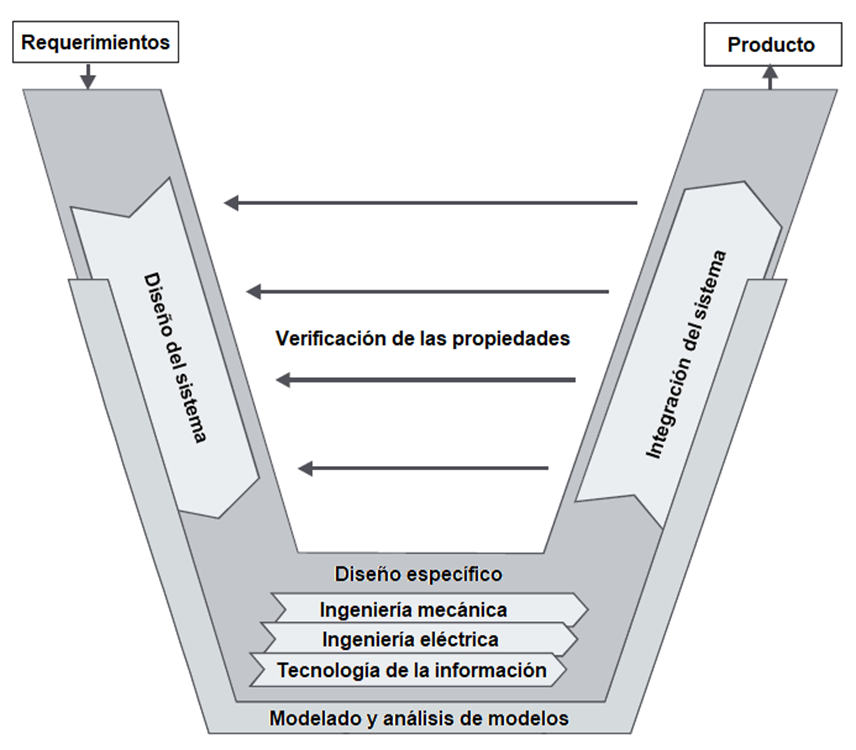 Requerimientos
Producto
Diseño del sistema
Verificación de las propiedades
Integración del sistema
Diseño específico
Ingeniería mecánica
Ingeniería eléctrica
Tecnología de la información
Modelado y análisis de modelos